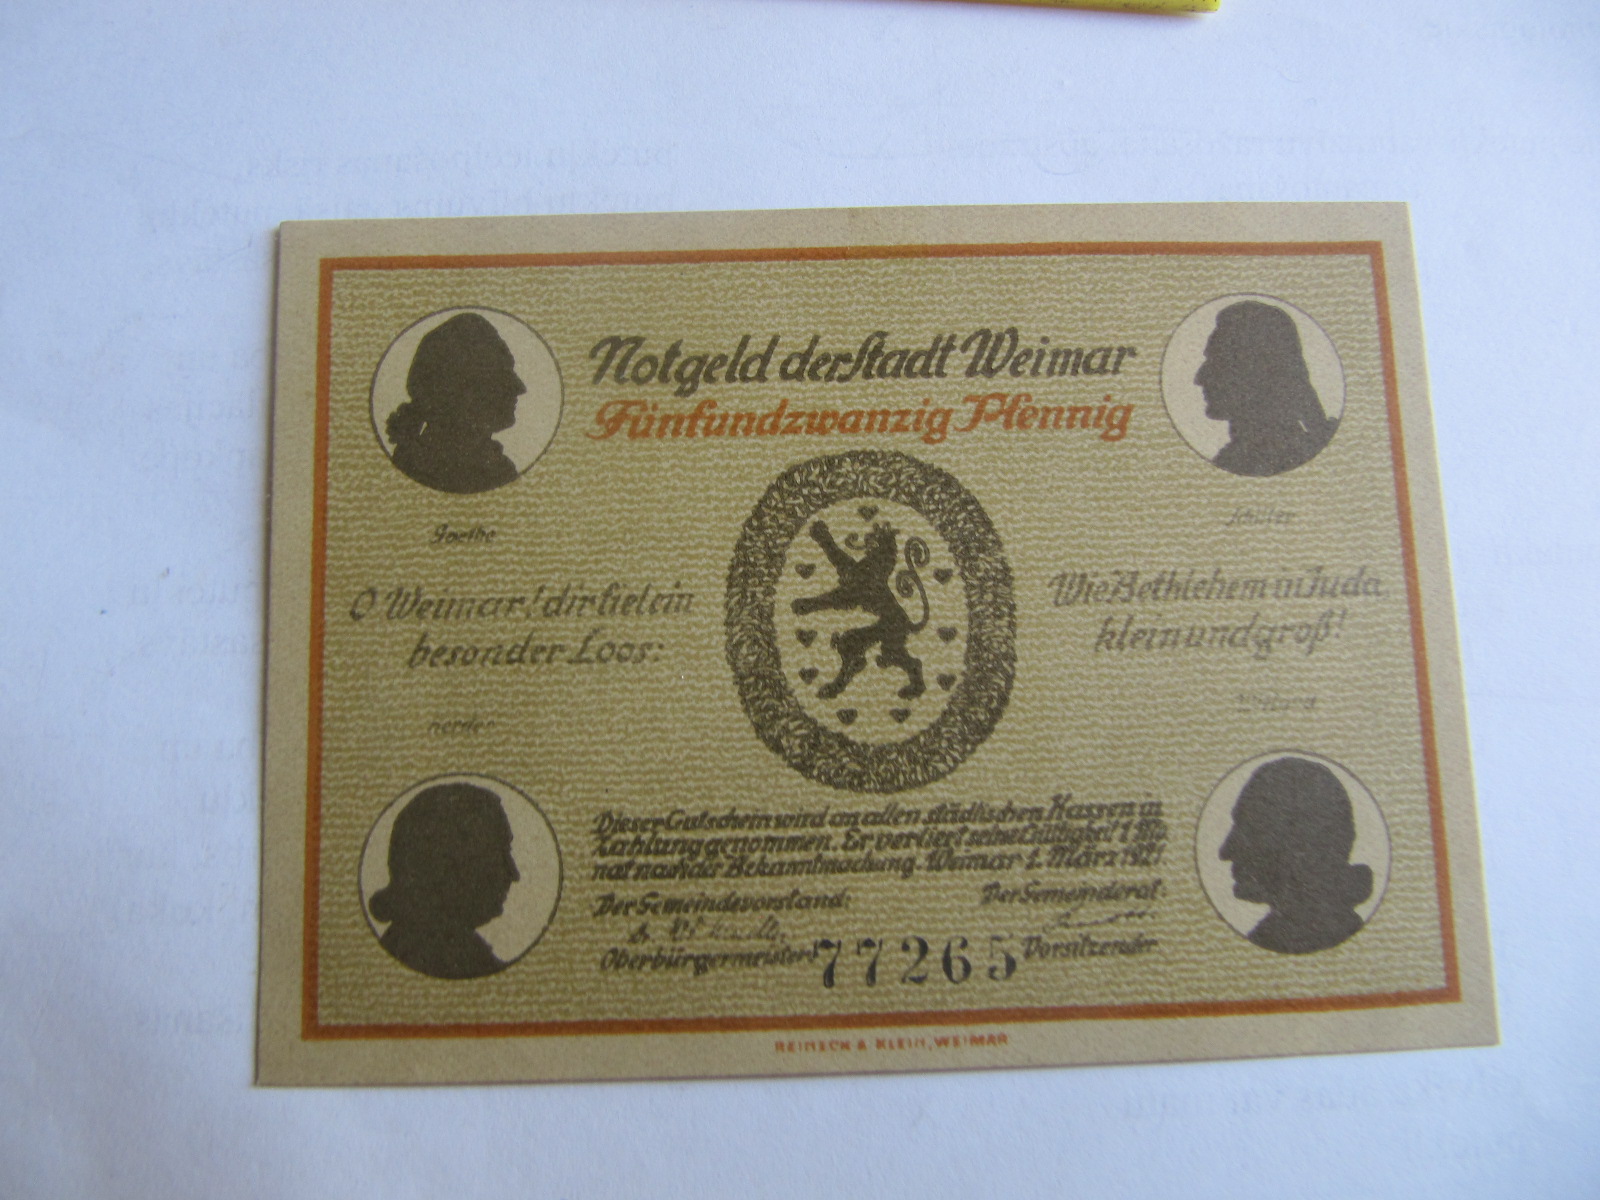 Notgeld der Stadt Weimar
Fünfundzwanzig Pfennig
Goethe
Schiller
O Weimar! dir fiel ein
besonder Loos:
Wie Bethlehem in Juda,
klein und groß!
Herder
Wieland
Dieser Gutschein wird an allen städtischen Kassen in
Zahlung genommen. Er verliert seine Gültigkeit 1 Mo
nat nach der Bekanntmachung. Weimar 1. März 1921.
Der Gemeindevorstand:
Der Gemeinderat:
Oberbürgermeister
77265
Vorsitzender
REINECK & KLEIN, WEIMAR